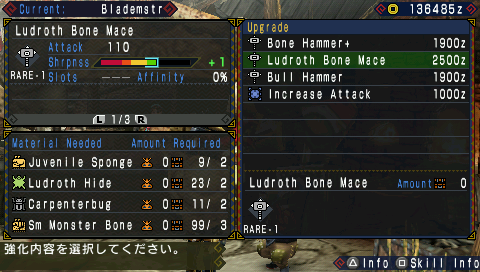 Current: Blademstr
136485z
Ludroth Bone Mace
Attack 110
Shrpnss +1
RARE-1 Slots --- Affinity 0%
L 1/3 R
Material Needed Amount Required
Juvenile Sponge 0 9/ 2
Ludroth Hide 0 23/ 2
Carpenterbug 0 11/ 2
Sm Monster Bone 0 99/ 3
Upgrade
Bone Hammer+ 1900z
Ludroth Bone Mace 2500z
Bull Hammer 1900z
Increase Attack 1000z
Ludroth Bone Mace Amount 0
RARE-1
強化内容を選択してください。
Info Skill Info